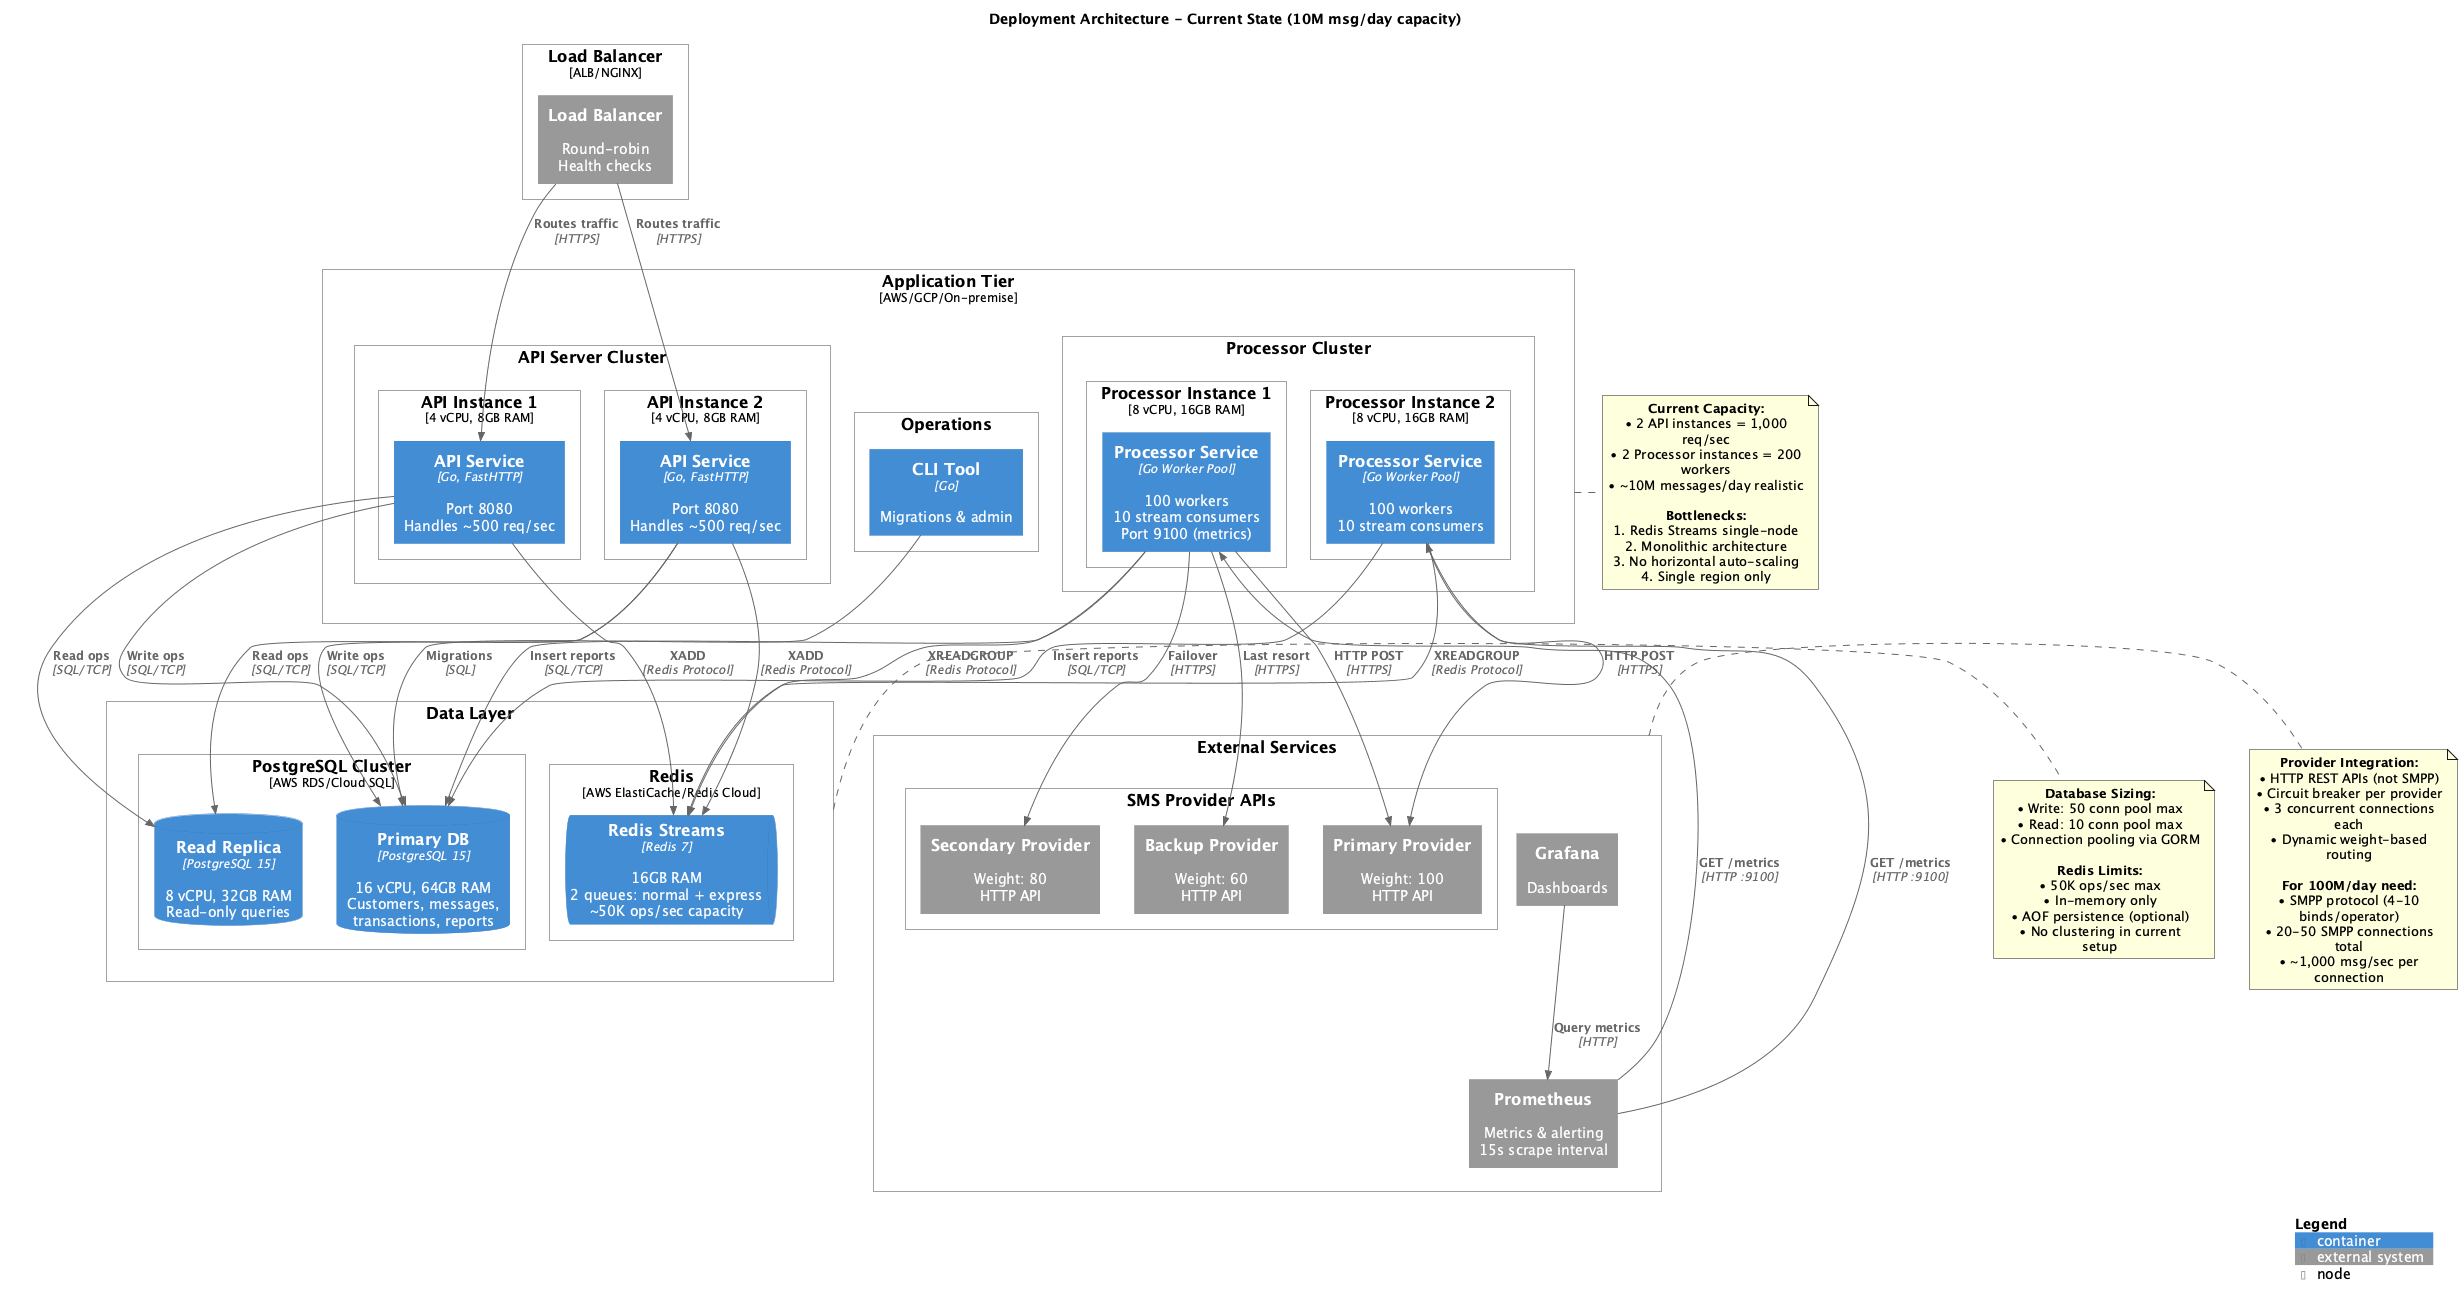 Deployment Architecture – Current State (10M msg/day capacity)
Load Balancer
[ALB/NGINX]
Load Balancer
Round-robin
Health checks
Routes traffic
[HTTPS]
Routes traffic
[HTTPS]
Application Tier
[AWS/GCP/On-premise]
API Server Cluster
API Instance 1
[4 vCPU, 8GB RAM]
API Service
[Go, FastHTTP]
Port 8080
Handles ~500 req/sec
API Instance 2
[4 vCPU, 8GB RAM]
API Service
[Go, FastHTTP]
Port 8080
Handles ~500 req/sec
Operations
CLI Tool
[Go]
Migrations & admin
Processor Cluster
Processor Instance 1
[8 vCPU, 16GB RAM]
Processor Service
[Go Worker Pool]
100 workers
10 stream consumers
Port 9100 (metrics)
Processor Instance 2
[8 vCPU, 16GB RAM]
Processor Service
[Go Worker Pool]
100 workers
10 stream consumers
Current Capacity:
• 2 API instances = 1,000
req/sec
• 2 Processor instances = 200
workers
• ~10M messages/day realistic
Bottlenecks:
1. Redis Streams single-node
2. Monolithic architecture
3. No horizontal auto-scaling
4. Single region only
Read ops
[SQL/TCP]
Write ops
[SQL/TCP]
Read ops
[SQL/TCP]
Write ops
[SQL/TCP]
Migrations
[SQL]
Insert reports
[SQL/TCP]
XADD
[Redis Protocol]
XADD
[Redis Protocol]
XREADGROUP
[Redis Protocol]
Insert reports
[SQL/TCP]
Failover
[HTTPS]
Last resort
[HTTPS]
HTTP POST
[HTTPS]
XREADGROUP
[Redis Protocol]
HTTP POST
[HTTPS]
Data Layer
PostgreSQL Cluster
[AWS RDS/Cloud SQL]
Read Replica
[PostgreSQL 15]
8 vCPU, 32GB RAM
Read-only queries
Primary DB
[PostgreSQL 15]
16 vCPU, 64GB RAM
Customers, messages,
transactions, reports
Redis
[AWS ElastiCache/Redis Cloud]
Redis Streams
[Redis 7]
16GB RAM
2 queues: normal + express
~50K ops/sec capacity
External Services
SMS Provider APIs
Secondary Provider
Weight: 80
HTTP API
Backup Provider
Weight: 60
HTTP API
Primary Provider
Weight: 100
HTTP API
Grafana
Dashboards
GET /metrics
[HTTP :9100]
GET /metrics
[HTTP :9100]
Query metrics
[HTTP]
Prometheus
Metrics & alerting
15s scrape interval
Database Sizing:
• Write: 50 conn pool max
• Read: 10 conn pool max
• Connection pooling via GORM
Redis Limits:
• 50K ops/sec max
• In-memory only
• AOF persistence (optional)
• No clustering in current
setup
Provider Integration:
• HTTP REST APIs (not SMPP)
• Circuit breaker per provider
• 3 concurrent connections
each
• Dynamic weight-based
routing
For 100M/day need:
• SMPP protocol (4-10
binds/operator)
• 20-50 SMPP connections
total
• ~1,000 msg/sec per
connection
Legend
container
external system
node